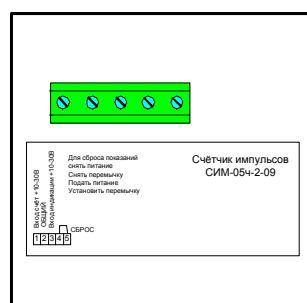 Для сброса показаний
снять питание
Снять перемычку
Подать питание
Установить перемычку
Счётчик импульсов
СИМ-05ч-2-09
Вход счёт +10-30В
ОБЩИЙ
Вход индикации +10-30В
СБРОС
1 2 3 4 5